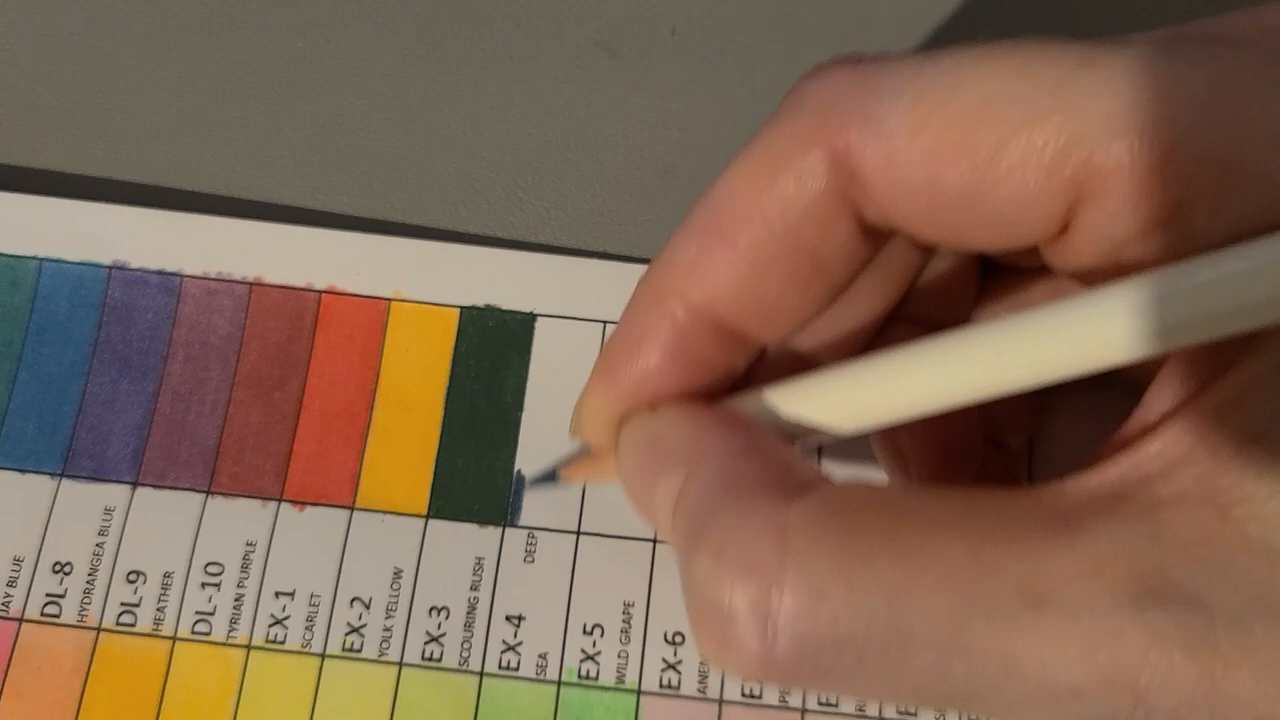 JAY BLUE
DL-8
HYDRANGEA BLUE
DL-9
HEATHER
DL-10
TYRIAN PURPLE
EX-1
SCARLET
EX-2
YOLK YELLOW
EX-3
SCOURING RUSH
EX-4
SEA DEEP
EX-5
WILD GRAPE
EX-6